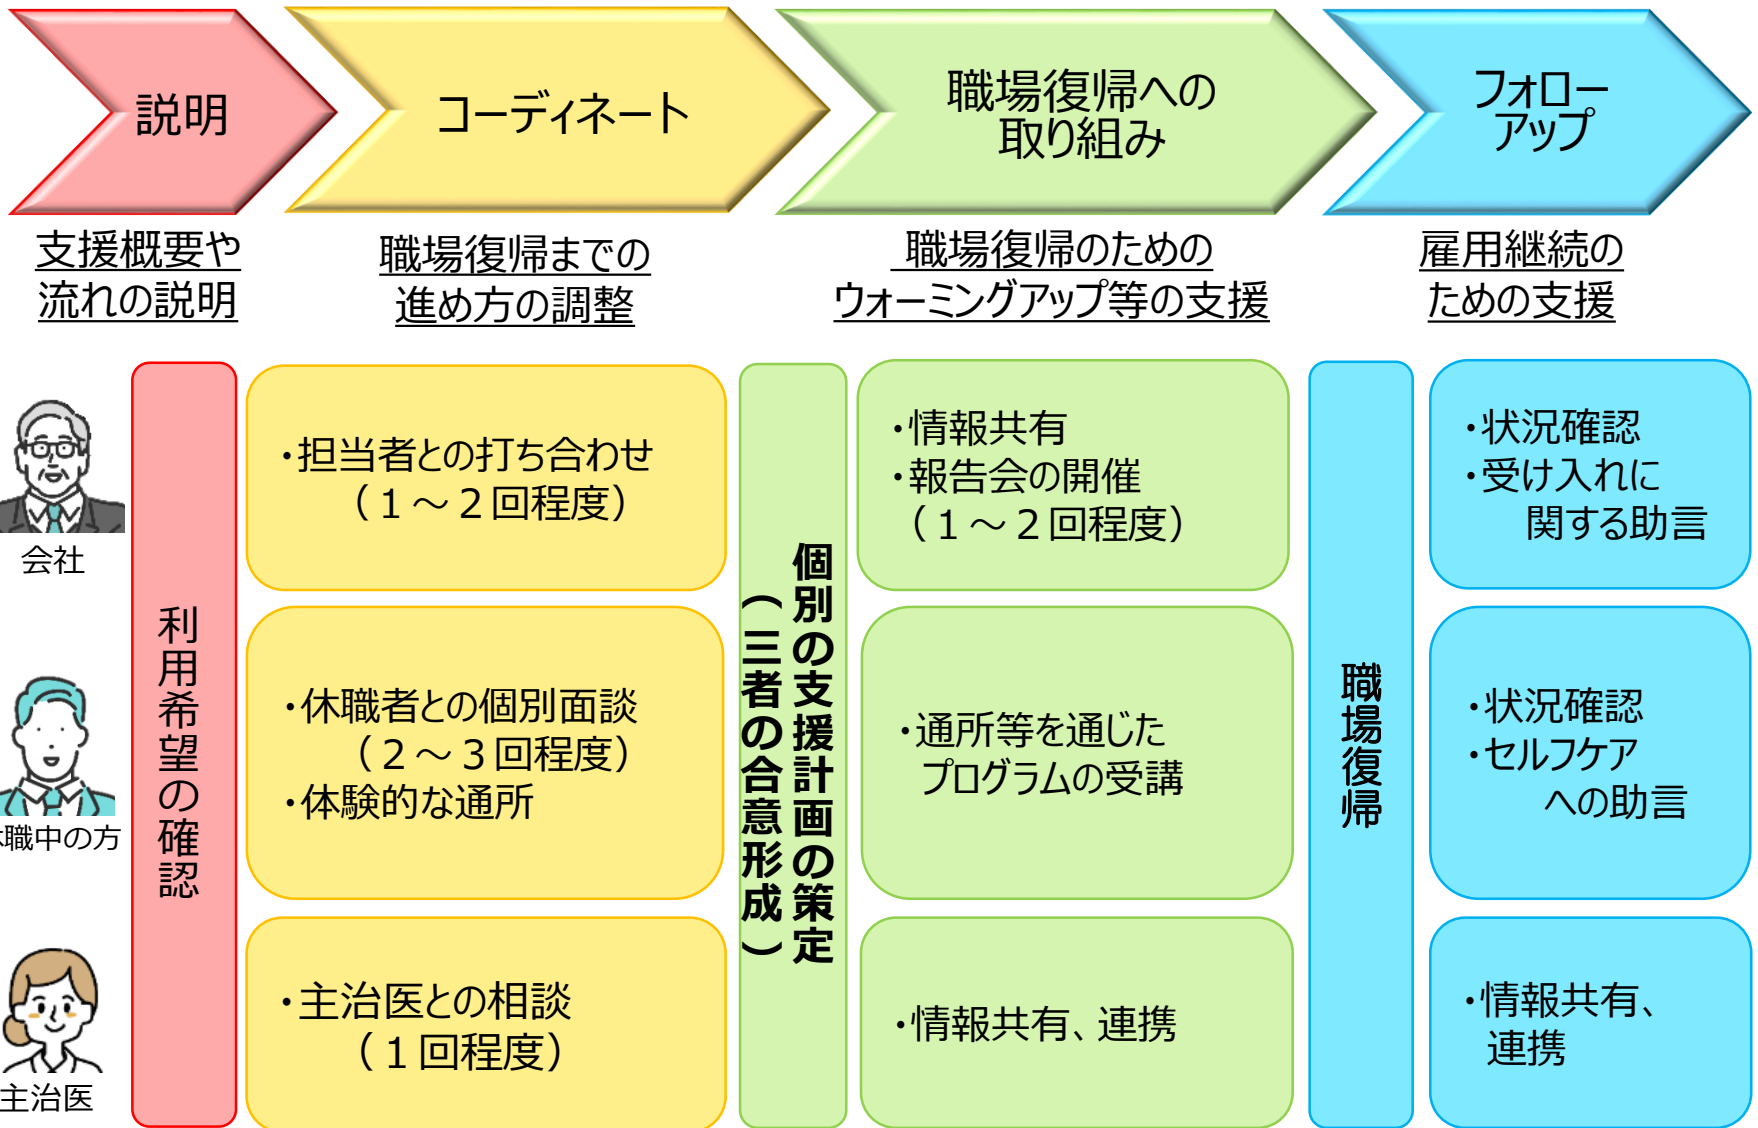 説明
コーディネート
職場復帰への
取り組み
フォロー
アップ
支援概要や
流れの説明
職場復帰までの
進め方の調整
職場復帰のための
ウォーミングアップ等の支援
雇用継続の
ための支援
会社
休職中の方
主治医
利用希望の確認
・担当者との打ち合わせ
（１～２回程度）
・休職者との個別面談
（２～３回程度）
・体験的な通所
・主治医との相談
（１回程度）
個別の支援計画の策定
（三者の合意形成）
・情報共有
・報告会の開催
（１～２回程度）
・通所等を通じた
プログラムの受講
・情報共有、連携
職場復帰
・状況確認
・受け入れに
関する助言
・状況確認
・セルフケア
への助言
・情報共有、
連携